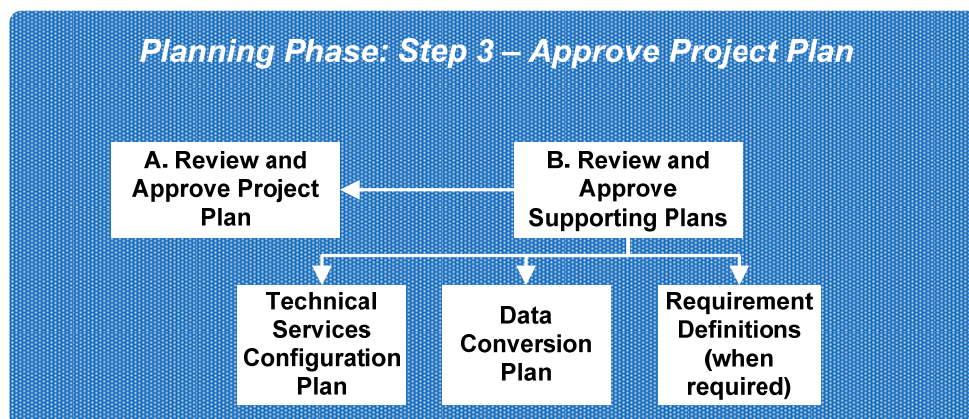 Planning Phase: Step 3 – Approve Project Plan
A. Review and
Approve Project
Plan
B. Review and
Approve
Supporting Plans
Technical
Services
Configuration
Plan
Data
Conversion
Plan
Requirement
Definitions
(when
required)